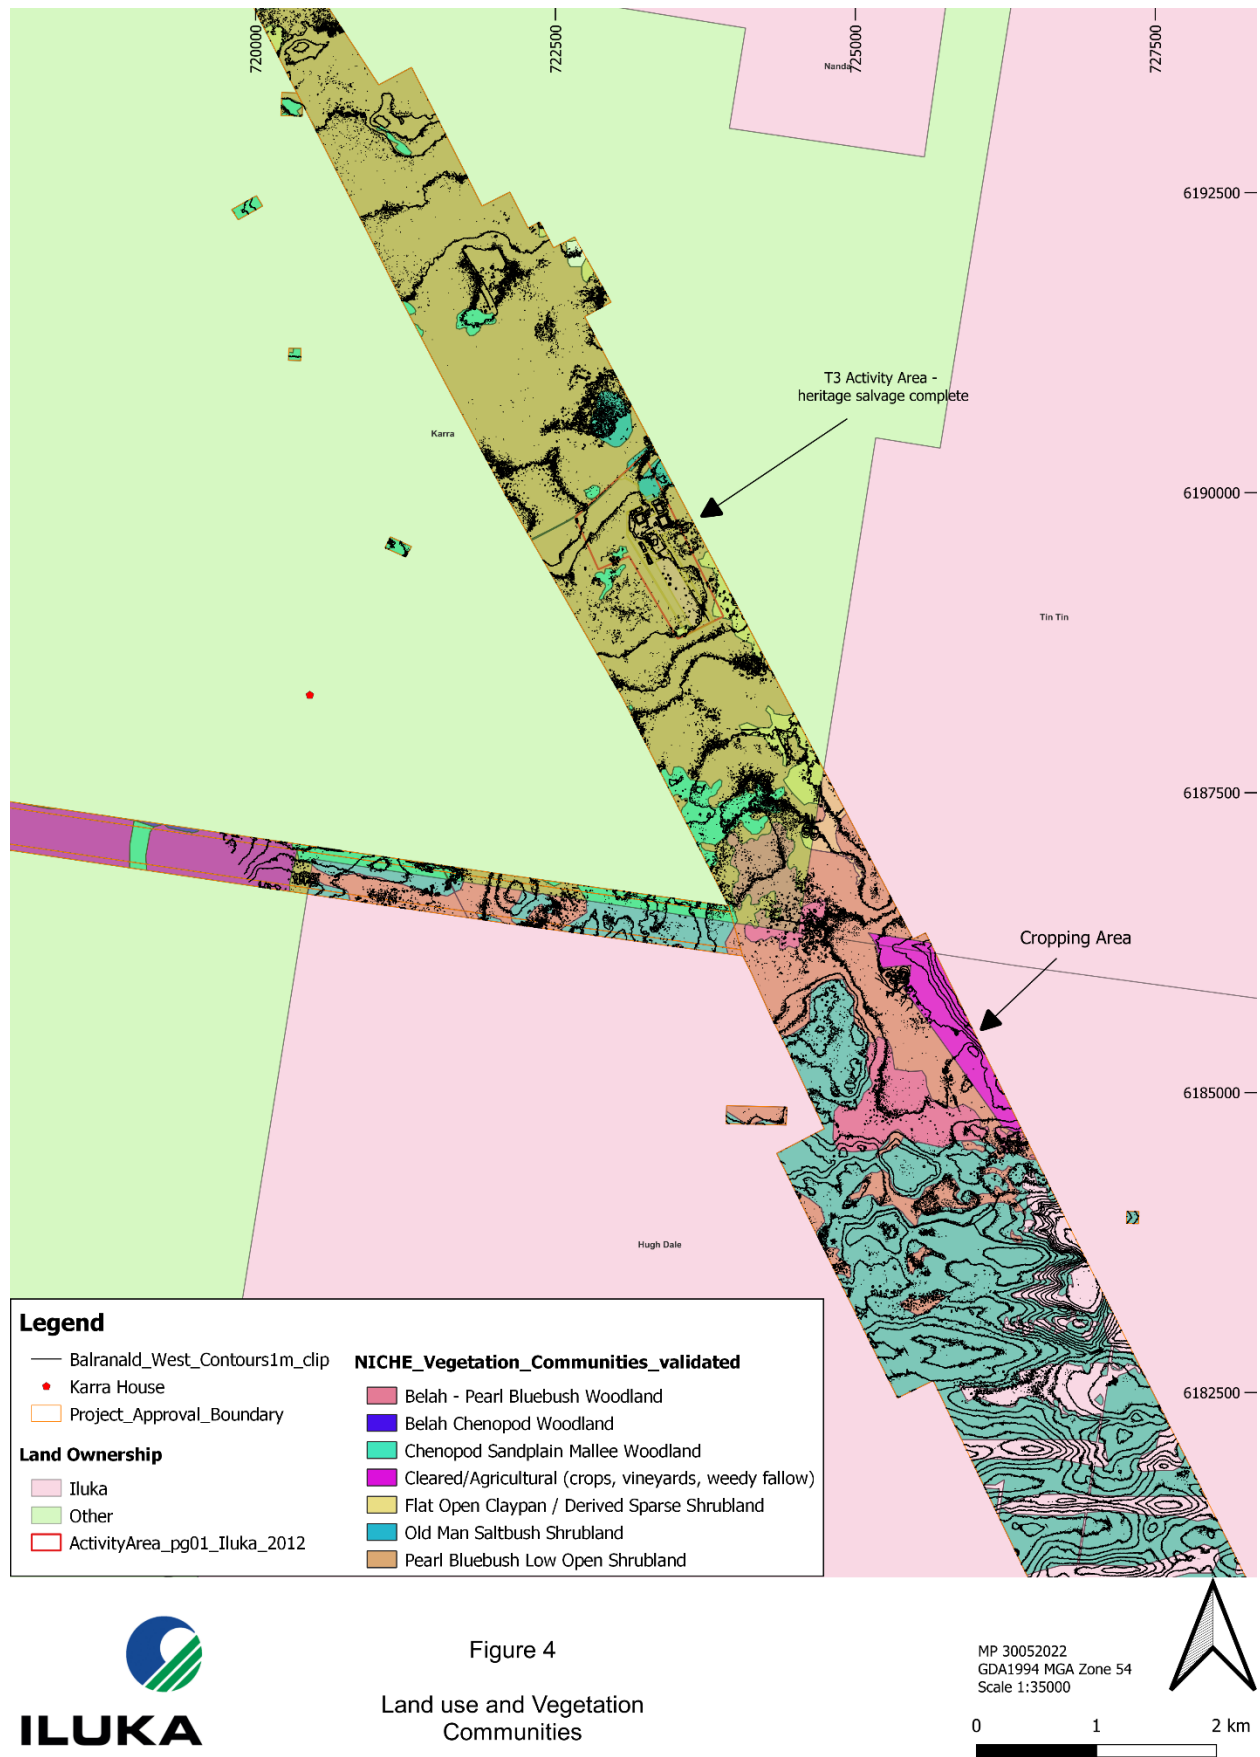 720000
722500
725000
727500
Nanda
6192500
T3 Activity Area -
heritage salvage complete
Karra
6190000
Tin Tin
6187500
Cropping Area
6185000
Hugh Dale
6182500
Legend
Balranald_West_Contours1m_clip
Karra House
Project_Approval_Boundary
Land Ownership
Iluka
Other
ActivityArea_pg01_Iluka_2012
NICHE_Vegetation_Communities_validated
Belah - Pearl Bluebush Woodland
Belah Chenopod Woodland
Chenopod Sandplain Mallee Woodland
Cleared/Agricultural (crops, vineyards, weedy fallow)
Flat Open Claypan / Derived Sparse Shrubland
Old Man Saltbush Shrubland
Pearl Bluebush Low Open Shrubland
ILUKA
Figure 4
Land use and Vegetation
Communities
MP 30052022
GDA1994 MGA Zone 54
Scale 1:35000
0 1 2 km